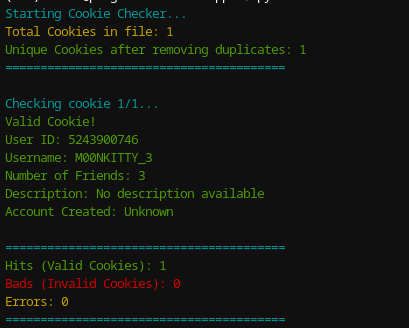 Starting Cookie Checker...
Total Cookies in file: 1
Unique Cookies after removing duplicates: 1
========================================
Checking cookie 1/1...
Valid Cookie!
User ID: 5243900746
Username: M00NKITTY_3
Number of Friends: 3
Description: No description available
Account Created: Unknown
========================================
Hits (Valid Cookies): 1
Bads (Invalid Cookies): 0
Errors: 0
========================================